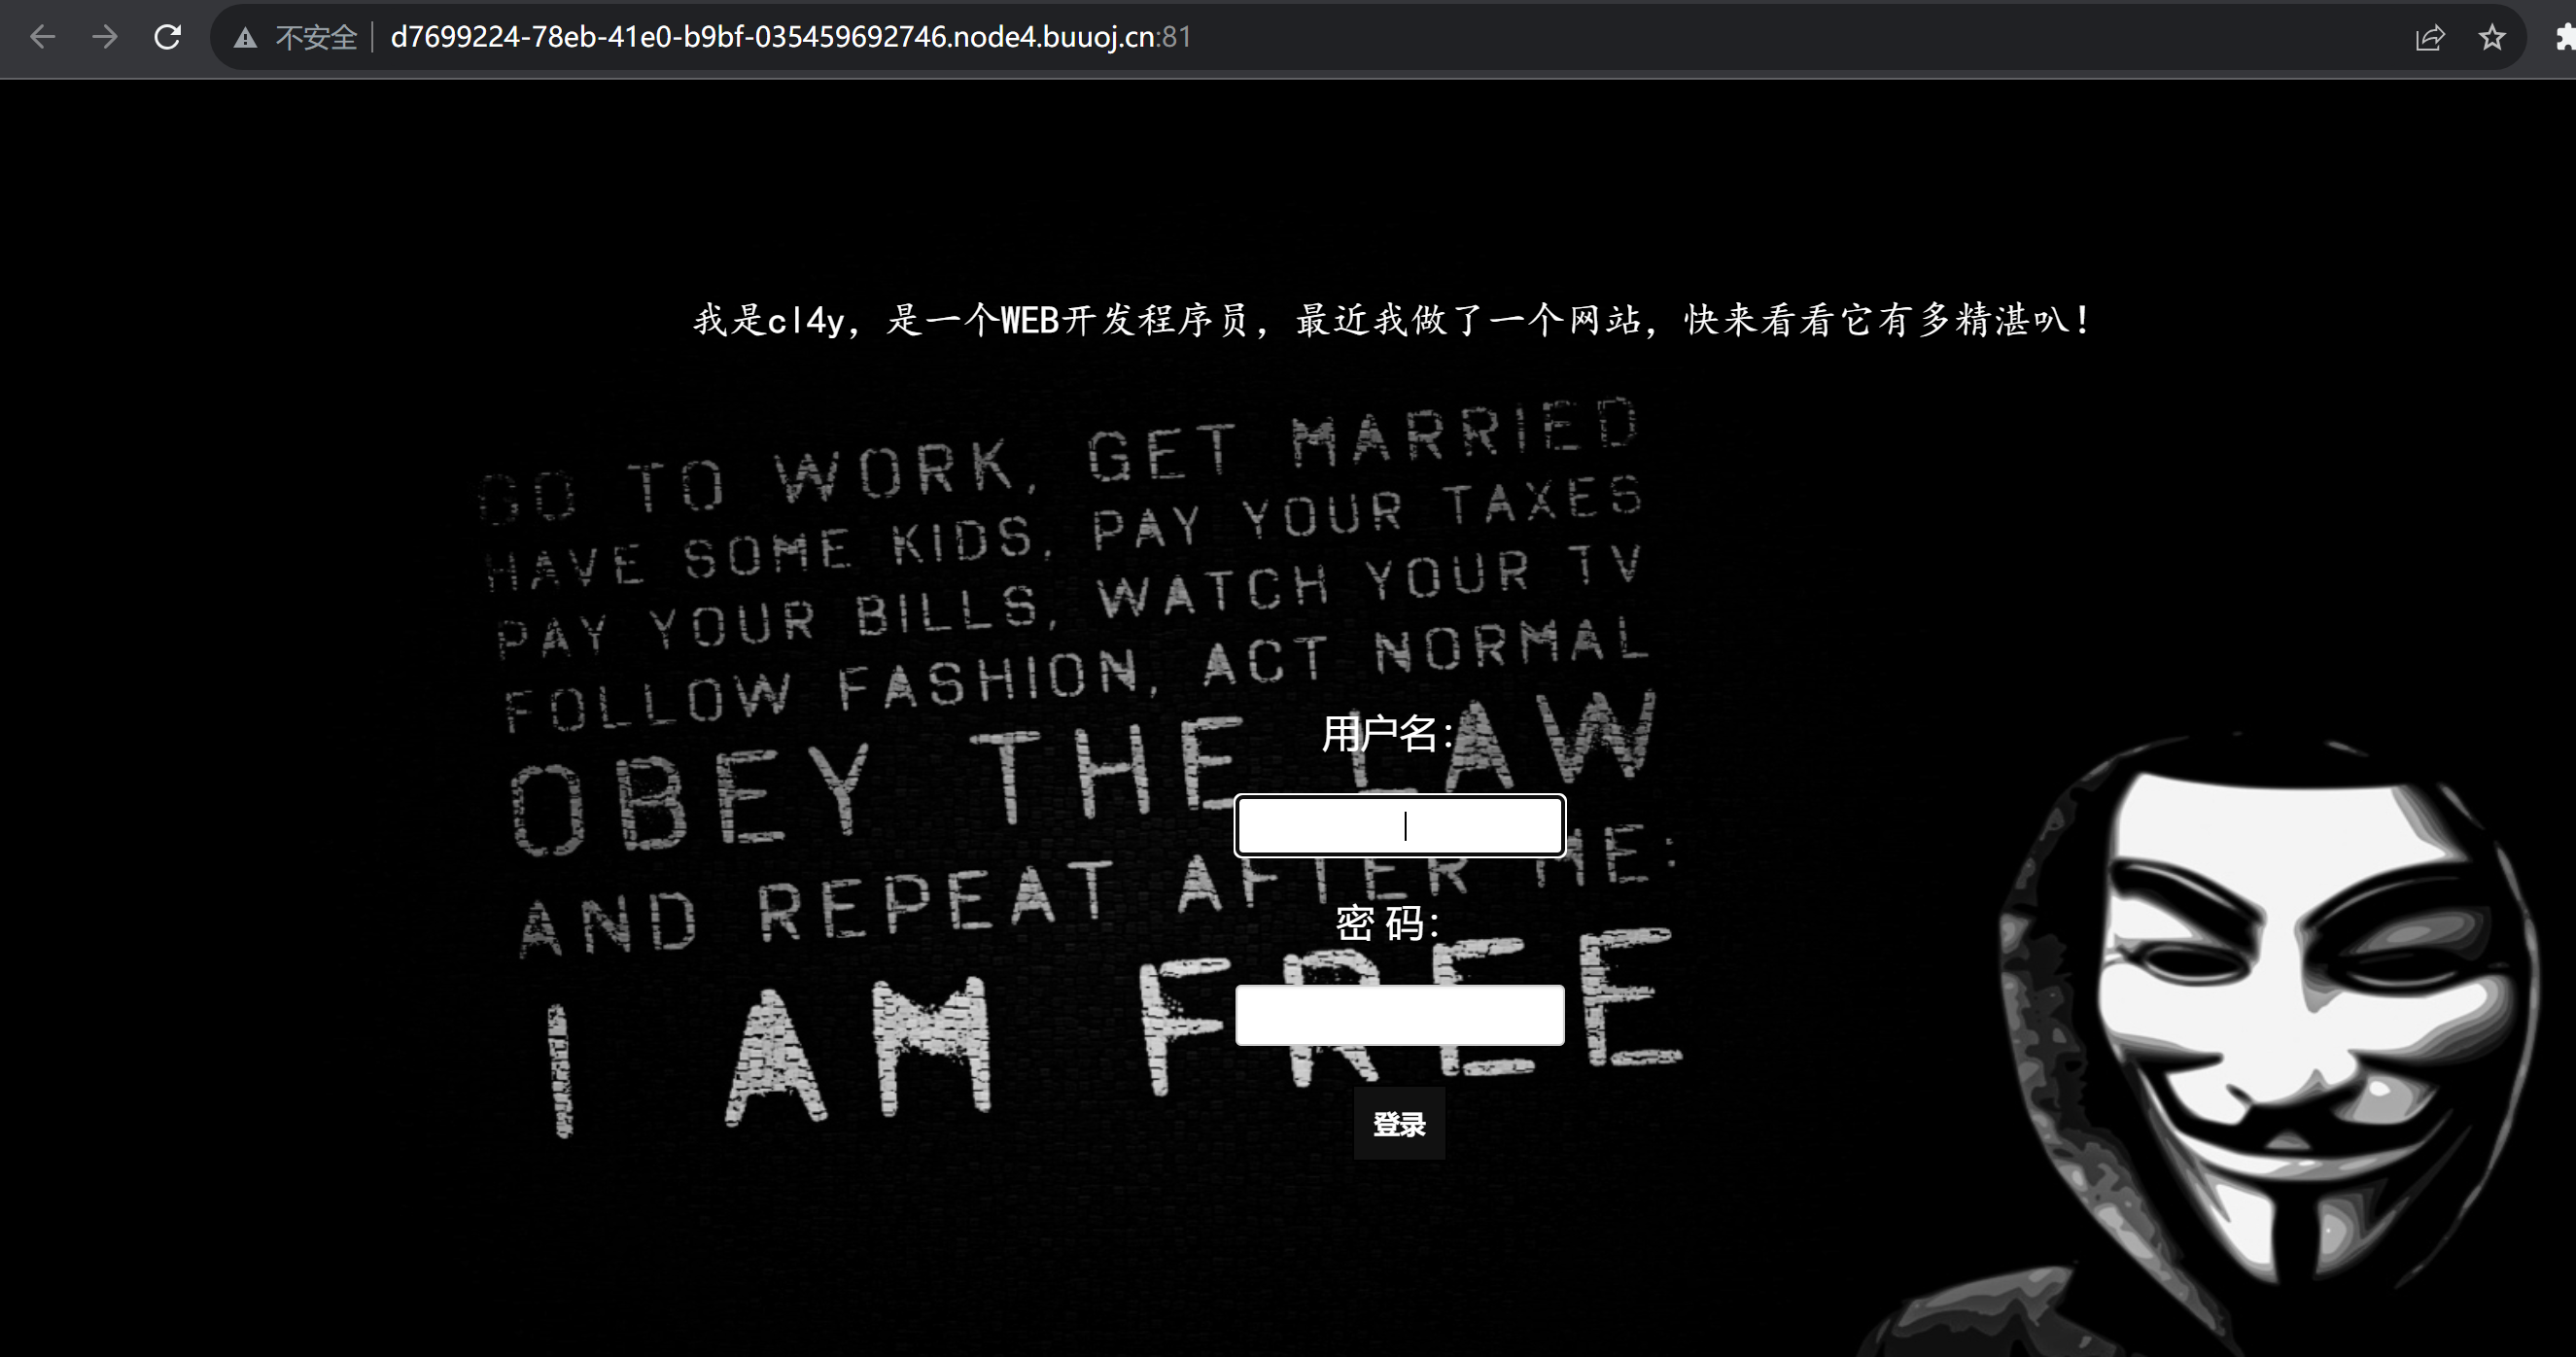 不安全 | d7699224-78eb-41e0-b9bf-035459692746.node4.buuoj.cn:81
我是cl4y，是一个WEB开发程序员，最近我做了一个网站，快来看看它有多精湛叭！
GO TO WORK, GET MARRIED
HAVE SOME KIDS, PAY YOUR TAXES
PAY YOUR BILLS, WATCH YOUR TV
FOLLOW FASHION, ACT NORMAL
OBEY THE LAW
用户名：
AND REPEAT AFTER ME:
密 码：
I AM FREE
登录